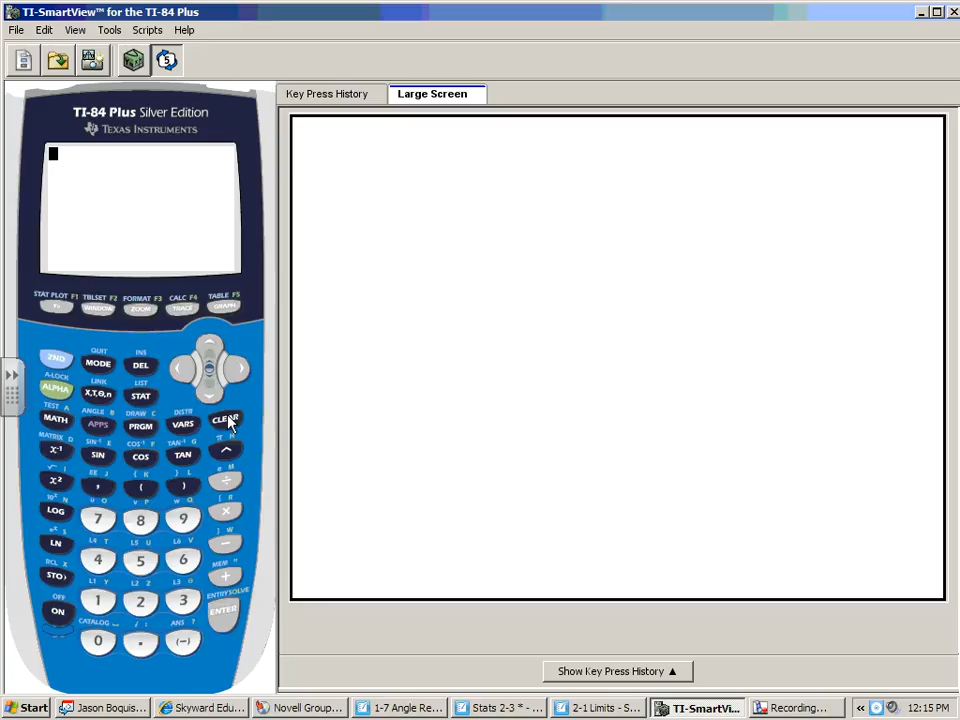 TI-SmartView™ for the TI-84 Plus
File Edit View Tools Scripts Help
5
Key Press History Large Screen
TI-84 Plus Silver Edition
TEXAS INSTRUMENTS
STAT PLOT F1 TBLSET F2 FORMAT F3 CALC F4 TABLE F5
Y= WINDOW ZOOM TRACE GRAPH
QUIT INS
2ND MODE DEL
A-LOCK LINK LIST
ALPHA X,T,Θ,n STAT
TEST A ANGLE B DRAW C DISTR
MATH APPS PRGM VARS CLEAR
MATRIX D SIN⁻¹ E COS⁻¹ F TAN⁻¹ G π H
x⁻¹ SIN COS TAN ^
√ I EE J { K } L e M
x² , ( ) ÷
10ˣ N u O v P w Q [ R
LOG 7 8 9 ×
eˣ S L4 T L5 U L6 V ] W
LN 4 5 6 −
RCL X L1 Y L2 Z L3 θ MEM "
STO› 1 2 3 +
OFF CATALOG i : ANS ? ENTRY SOLVE
ON 0 . (−) ENTER
Show Key Press History ▲
Start Jason Boquis... Skyward Edu... Novell Group... 1-7 Angle Re... Stats 2-3 * - ... 2-1 Limits - S... TI-SmartVi... Recording... « 12:15 PM